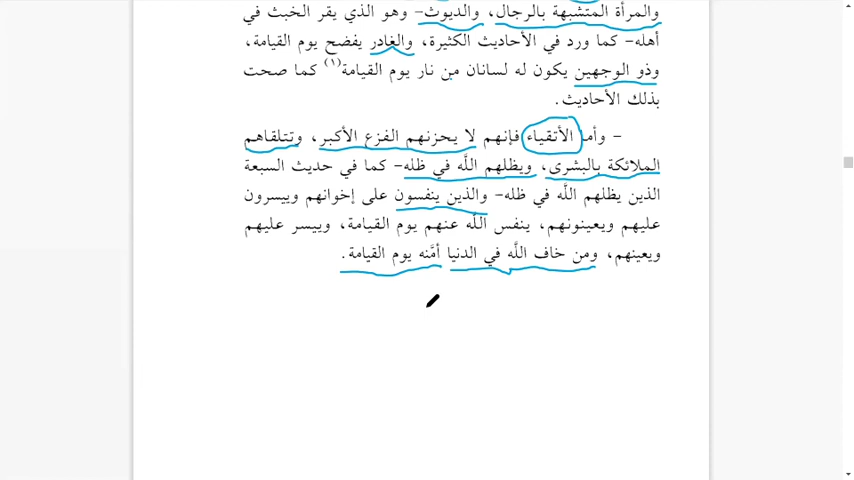 والمرأة المتشبهة بالرجال، والديوث- وهو الذي يقر الخبث في
أهله- كما ورد في الأحاديث الكثيرة، والغادر يفضح يوم القيامة،
وذو الوجهين يكون له لسانان من نار يوم القيامة(١) كما صحت
بذلك الأحاديث.
- وأما الأتقياء فإنهم لا يحزنهم الفزع الأكبر، وتتلقاهم
الملائكة بالبشرى، ويظلهم اللَّه في ظله- كما في حديث السبعة
الذين يظلهم اللَّه في ظله- والذين ينفسون على إخوانهم وييسرون
عليهم ويعينونهم، ينفس اللَّه عنهم يوم القيامة، وييسر عليهم
ويعينهم، ومن خاف اللَّه في الدنيا أمَّنه يوم القيامة.